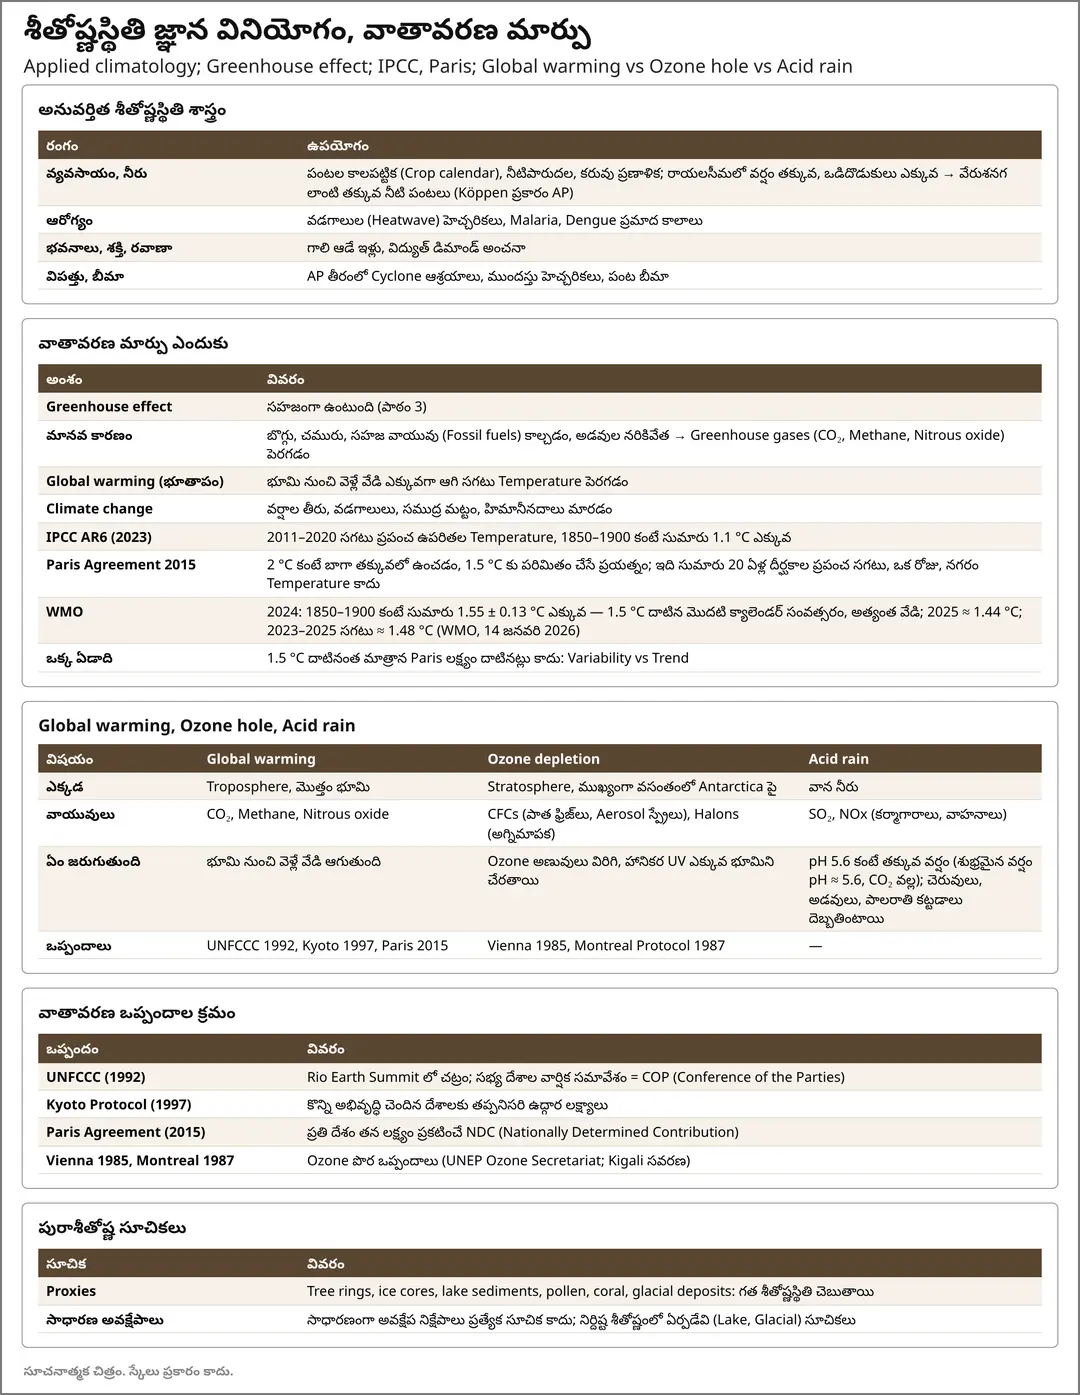 శీతోష్ణస్థితి జ్ఞాన వినియోగం, వాతావరణ మార్పు
Applied climatology; Greenhouse effect; IPCC, Paris; Global warming vs Ozone hole vs Acid rain
అనువర్తిత శీతోష్ణస్థితి శాస్త్రం
రంగం ఉపయోగం
వ్యవసాయం, నీరు పంటల కాలపట్టిక (Crop calendar), నీటిపారుదల, కరువు ప్రణాళిక; రాయలసీమలో వర్షం తక్కువ, ఒడిదొడుకులు ఎక్కువ → వేరుశనగ
లాంటి తక్కువ నీటి పంటలు (Köppen ప్రకారం AP)
ఆరోగ్యం వడగాలుల (Heatwave) హెచ్చరికలు, Malaria, Dengue ప్రమాద కాలాలు
భవనాలు, శక్తి, రవాణా గాలి ఆడే ఇళ్లు, విద్యుత్ డిమాండ్ అంచనా
విపత్తు, బీమా AP తీరంలో Cyclone ఆశ్రయాలు, ముందస్తు హెచ్చరికలు, పంట బీమా
వాతావరణ మార్పు ఎందుకు
అంశం వివరం
Greenhouse effect సహజంగా ఉంటుంది (పాఠం 3)
మానవ కారణం బొగ్గు, చమురు, సహజ వాయువు (Fossil fuels) కాల్చడం, అడవుల నరికివేత → Greenhouse gases (CO₂, Methane, Nitrous oxide)
పెరగడం
Global warming (భూతాపం) భూమి నుంచి వెళ్లే వేడి ఎక్కువగా ఆగి సగటు Temperature పెరగడం
Climate change వర్షాల తీరు, వడగాలులు, సముద్ర మట్టం, హిమానీనదాలు మారడం
IPCC AR6 (2023) 2011–2020 సగటు ప్రపంచ ఉపరితల Temperature, 1850–1900 కంటే సుమారు 1.1 °C ఎక్కువ
Paris Agreement 2015 2 °C కంటే బాగా తక్కువలో ఉంచడం, 1.5 °C కు పరిమితం చేసే ప్రయత్నం; ఇది సుమారు 20 ఏళ్ల దీర్ఘకాల ప్రపంచ సగటు, ఒక రోజు, నగరం
Temperature కాదు
WMO 2024: 1850–1900 కంటే సుమారు 1.55 ± 0.13 °C ఎక్కువ — 1.5 °C దాటిన మొదటి క్యాలెండర్ సంవత్సరం, అత్యంత వేడి; 2025 ≈ 1.44 °C;
2023–2025 సగటు ≈ 1.48 °C (WMO, 14 జనవరి 2026)
ఒక్క ఏడాది 1.5 °C దాటినంత మాత్రాన Paris లక్ష్యం దాటినట్లు కాదు: Variability vs Trend
Global warming, Ozone hole, Acid rain
విషయం Global warming Ozone depletion Acid rain
ఎక్కడ Troposphere, మొత్తం భూమి Stratosphere, ముఖ్యంగా వసంతంలో Antarctica పై వాన నీరు
వాయువులు CO₂, Methane, Nitrous oxide CFCs (పాత ఫ్రిజ్‌లు, Aerosol స్ప్రేలు), Halons SO₂, NOx (కర్మాగారాలు, వాహనాలు)
(అగ్నిమాపక)
ఏం జరుగుతుంది భూమి నుంచి వెళ్లే వేడి ఆగుతుంది Ozone అణువులు విరిగి, హానికర UV ఎక్కువ భూమిని pH 5.6 కంటే తక్కువ వర్షం (శుభ్రమైన వర్షం
చేరతాయి pH ≈ 5.6, CO₂ వల్ల); చెరువులు,
అడవులు, పాలరాతి కట్టడాలు
దెబ్బతింటాయి
ఒప్పందాలు UNFCCC 1992, Kyoto 1997, Paris 2015 Vienna 1985, Montreal Protocol 1987 —
వాతావరణ ఒప్పందాల క్రమం
ఒప్పందం వివరం
UNFCCC (1992) Rio Earth Summit లో చట్రం; సభ్య దేశాల వార్షిక సమావేశం = COP (Conference of the Parties)
Kyoto Protocol (1997) కొన్ని అభివృద్ధి చెందిన దేశాలకు తప్పనిసరి ఉద్గార లక్ష్యాలు
Paris Agreement (2015) ప్రతి దేశం తన లక్ష్యం ప్రకటించే NDC (Nationally Determined Contribution)
Vienna 1985, Montreal 1987 Ozone పొర ఒప్పందాలు (UNEP Ozone Secretariat; Kigali సవరణ)
పురాశీతోష్ణ సూచికలు
సూచిక వివరం
Proxies Tree rings, ice cores, lake sediments, pollen, coral, glacial deposits: గత శీతోష్ణస్థితి చెబుతాయి
సాధారణ అవక్షేపాలు సాధారణంగా అవక్షేప నిక్షేపాలు ప్రత్యేక సూచిక కాదు; నిర్దిష్ట శీతోష్ణంలో ఏర్పడేవి (Lake, Glacial) సూచికలు
సూచనాత్మక చిత్రం. స్కేలు ప్రకారం కాదు.